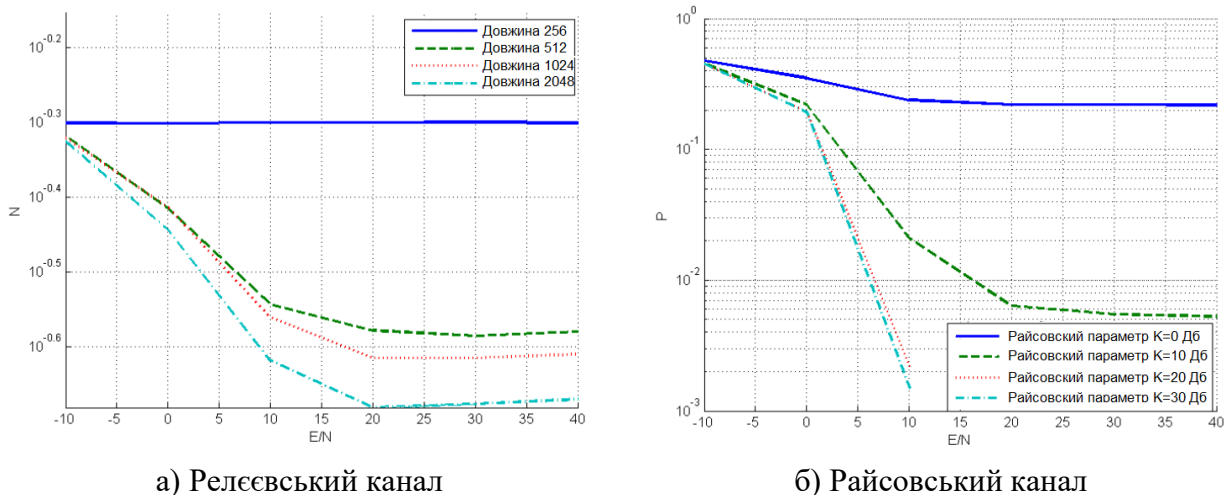 10^-0.2
10^-0.3
10^-0.4
10^-0.5
10^-0.6
N
-10 -5 0 5 10 15 20 25 30 35 40
E/N
Довжина 256
Довжина 512
Довжина 1024
Довжина 2048
а) Релєєвський канал
10^0
10^-1
10^-2
10^-3
P
-10 -5 0 5 10 15 20 25 30 35 40
E/N
Райсовский параметр K=0 Дб
Райсовский параметр K=10 Дб
Райсовский параметр K=20 Дб
Райсовский параметр K=30 Дб
б) Райсовський канал